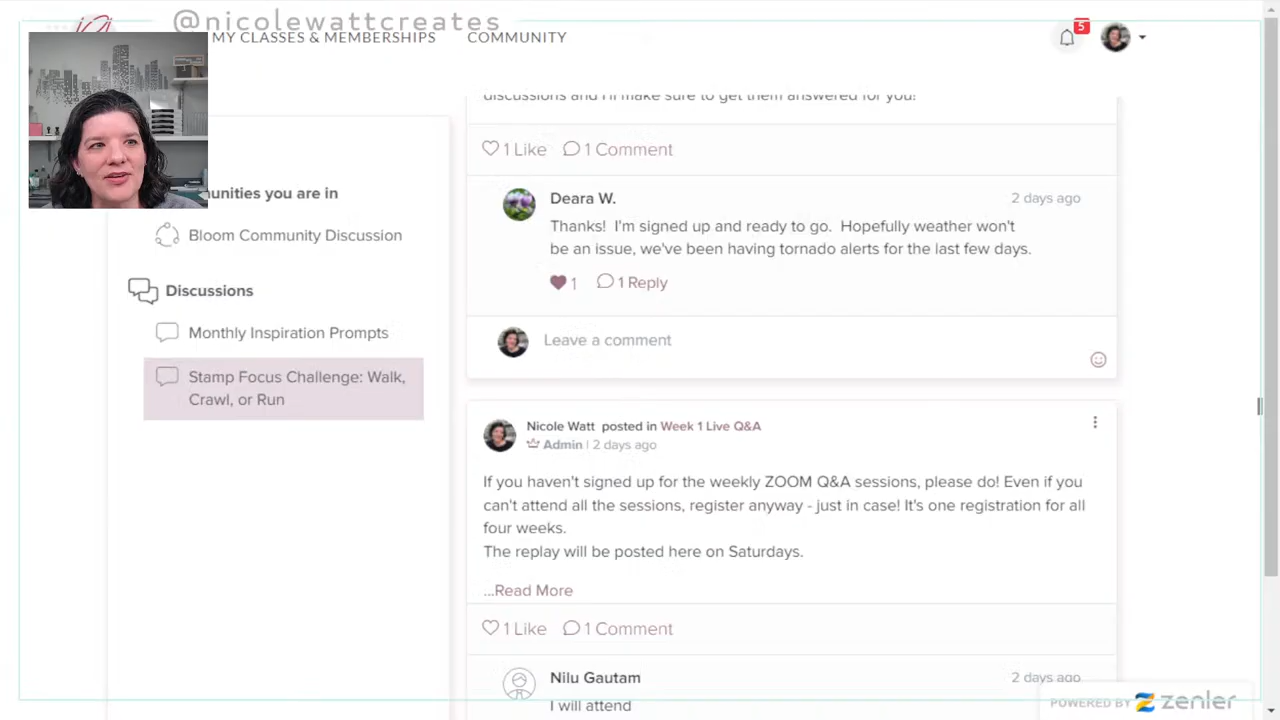 @nicolewattcreates
MY CLASSES & MEMBERSHIPS
COMMUNITY
5
discussions and I'll make sure to get them answered for you!
1 Like
1 Comment
Deara W.
2 days ago
Thanks! I'm signed up and ready to go. Hopefully weather won't
be an issue, we've been having tornado alerts for the last few days.
1
1 Reply
Leave a comment
you are in
Bloom Community Discussion
Discussions
Monthly Inspiration Prompts
Stamp Focus Challenge: Walk,
Crawl, or Run
Nicole Watt posted in Week 1 Live Q&A
Admin | 2 days ago
If you haven't signed up for the weekly ZOOM Q&A sessions, please do! Even if you
can't attend all the sessions, register anyway - just in case! It's one registration for all
four weeks.
The replay will be posted here on Saturdays.
...Read More
1 Like
1 Comment
Nilu Gautam
2 days ago
I will attend
POWERED BY zenler